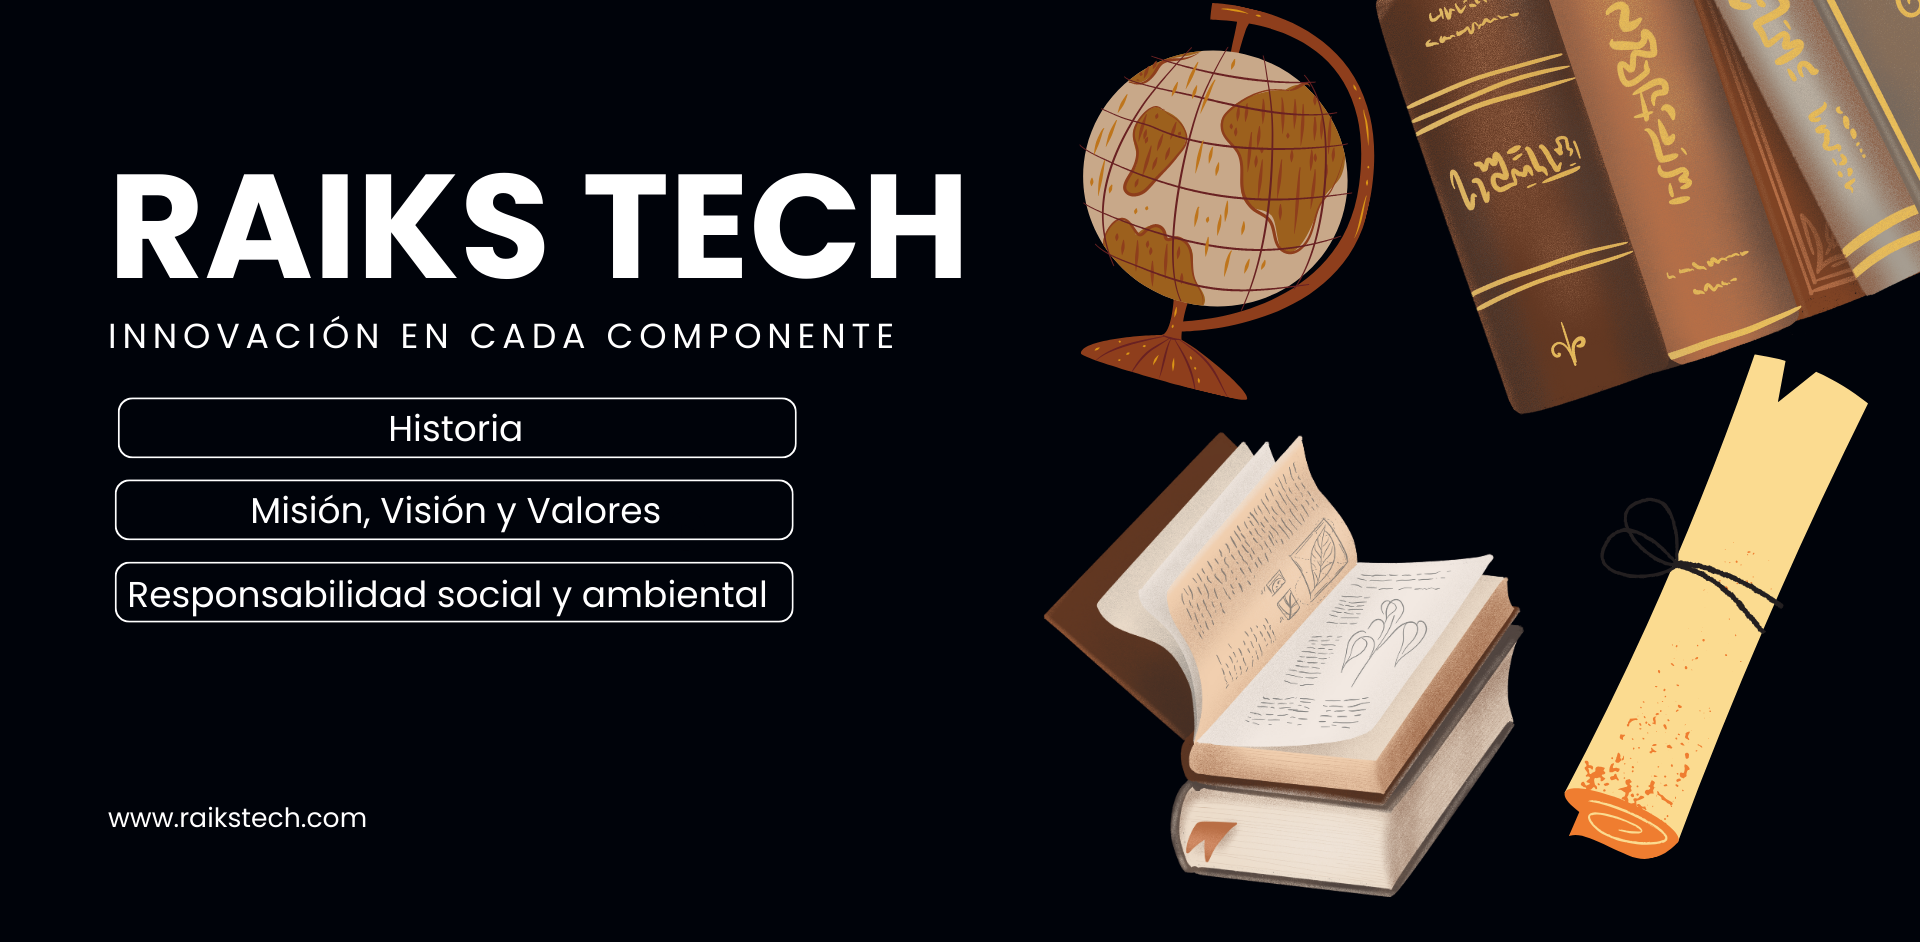 RAIKS TECH
INNOVACIÓN EN CADA COMPONENTE
Historia
Misión, Visión y Valores
Responsabilidad social y ambiental
www.raikstech.com